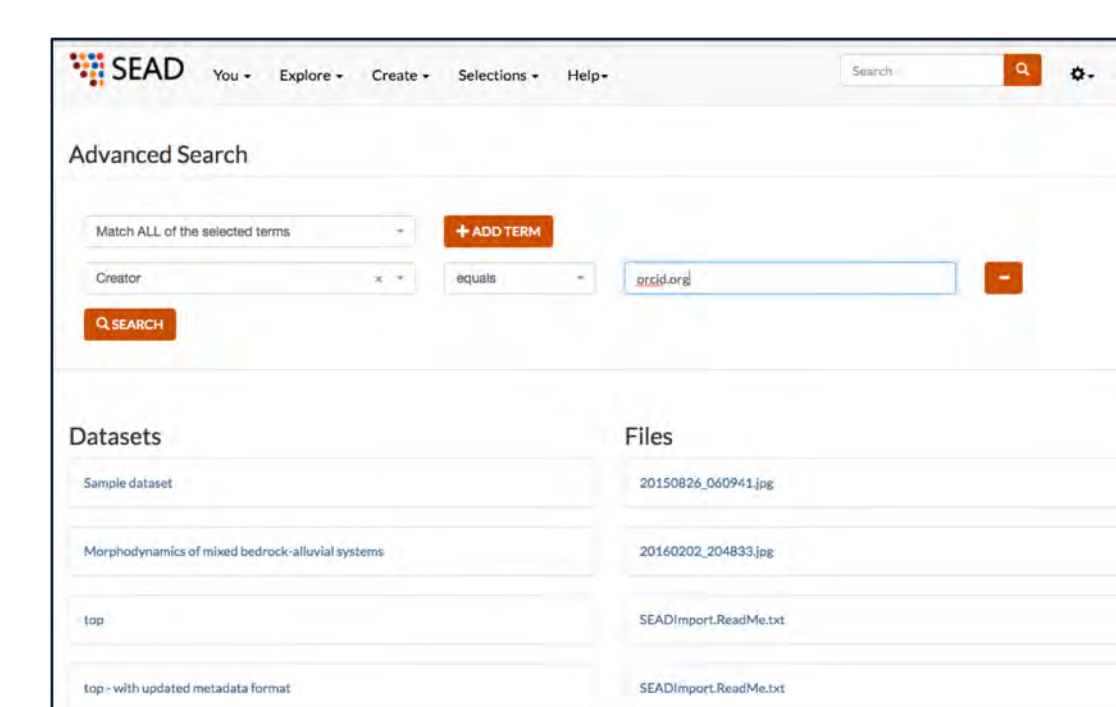 SEAD You Explore Create Selections Help Search
Advanced Search
Match ALL of the selected terms + ADD TERM
Creator × equals orcid.org −
SEARCH
Datasets Files
Sample dataset 20150826_060941.jpg
Morphodynamics of mixed bedrock-alluvial systems 20160202_204833.jpg
top SEADImport.ReadMe.txt
top - with updated metadata format SEADImport.ReadMe.txt